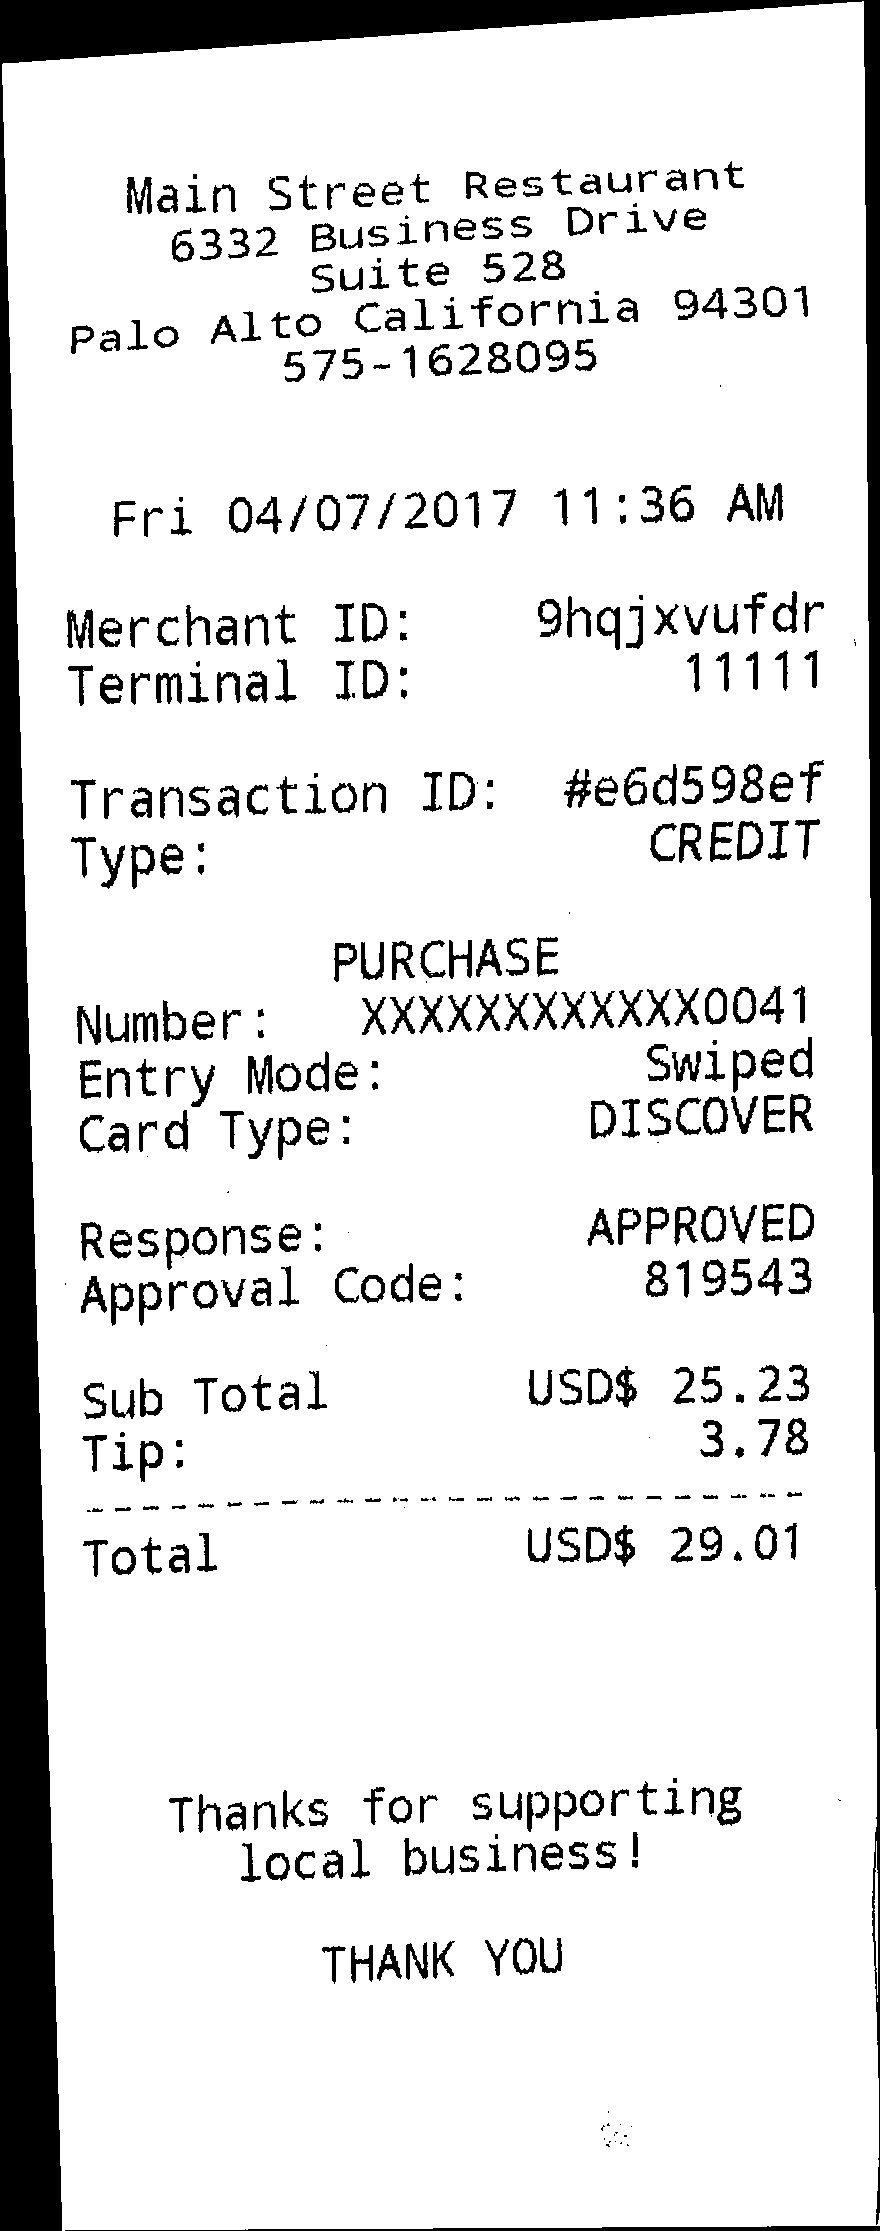 Main Street Restaurant
6332 Business Drive
Suite 528
Palo Alto California 94301
575-1628095
Fri 04/07/2017 11:36 AM
Merchant ID: 9hqjxvufdr
Terminal ID: 11111
Transaction ID: #e6d598ef
Type: CREDIT
PURCHASE
Number: XXXXXXXXXXXX0041
Entry Mode: Swiped
Card Type: DISCOVER
Response: APPROVED
Approval Code: 819543
Sub Total USD$ 25.23
Tip: 3.78
--------------------------
Total USD$ 29.01
Thanks for supporting
local business!
THANK YOU